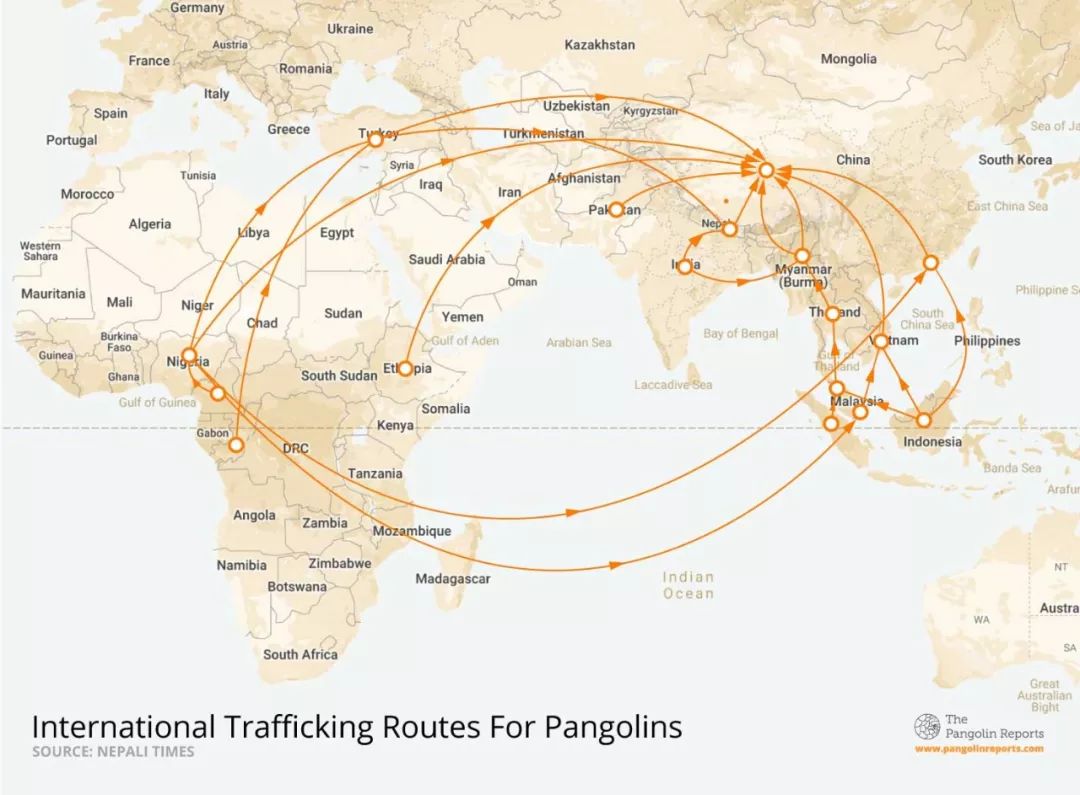 Germany
Ukraine
Kazakhstan
Mongolia
Austria
France
Romania
Italy
Uzbekistan
Kyrgyzstan
Spain
Portugal
Greece
Turkey
Turkmenistan
Sea of Ja
Tunisia
Syria
China
South Korea
Morocco
Iraq
Iran
Afghanistan
Algeria
Libya
Egypt
Pakistan
Nepal
East China Sea
Western
Sahara
Saudi Arabia
India
Myanmar
(Burma)
Mauritania
Mali
Niger
Oman
Philippine S
Chad
Sudan
Yemen
Thailand
South
China Sea
Burkina
Faso
Gulf of Aden
Arabian Sea
Bay of Bengal
Vietnam
Philippines
Guinea
Nigeria
Ethiopia
Gulf of
Thailand
Ghana
South Sudan
Laccadive Sea
Gulf of Guinea
Somalia
Malaysia
Gabon
Kenya
DRC
Indonesia
Tanzania
Banda Sea
Arafur
Angola
Zambia
Mozambique
Namibia
Zimbabwe
Botswana
Madagascar
Indian
Ocean
NT
WA
Austra
South Africa
SA
Great
Australian
Bight
International Trafficking Routes For Pangolins
SOURCE: NEPALI TIMES
The
Pangolin Reports
www.pangolinreports.com